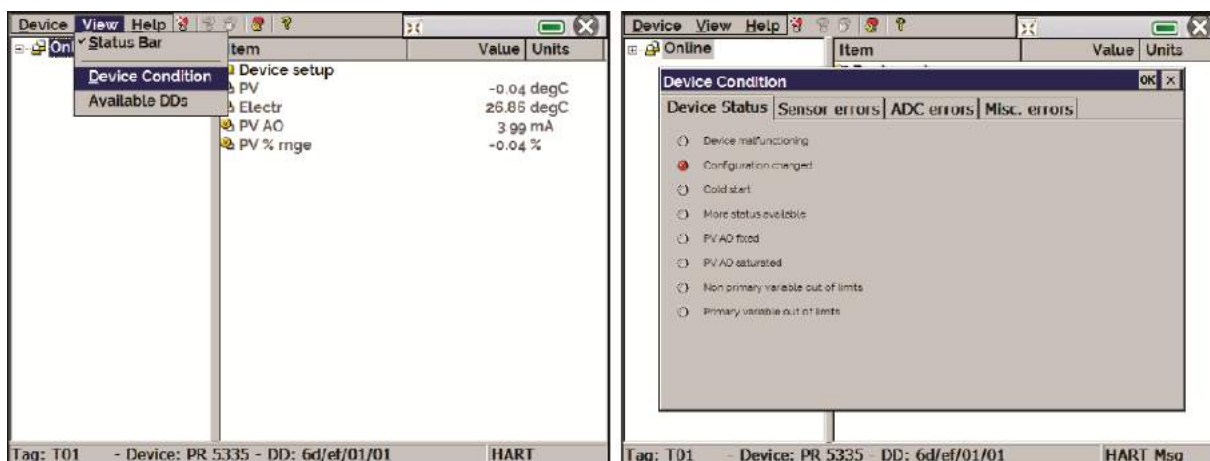 Device View Help
Status Bar
Device Condition
Available DDs
Onl
Item Value Units
Device setup
PV -0.04 degC
Electr 26.86 degC
PV AO 3.99 mA
PV % rnge -0.04 %
Tag: T01 - Device: PR 5335 - DD: 6d/ef/01/01 HART
Device View Help
Online
Item Value Units
Device Condition OK
Device Status Sensor errors ADC errors Misc. errors
Device malfunctioning
Configuration changed
Cold start
More status available
PV AO fixed
PV AO saturated
Non primary variable out of limits
Primary variable out of limits
Tag: T01 - Device: PR 5335 - DD: 6d/ef/01/01 HART Msg